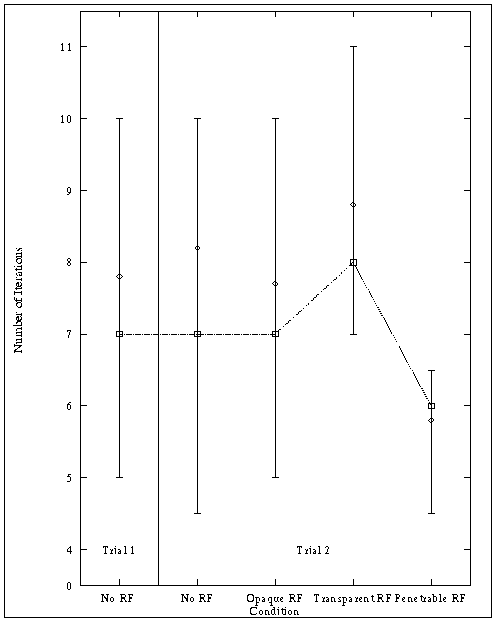 11
10
9
8
7
6
5
4
0
Number of Iterations
Trial 1
Trial 2
No RF
No RF
Opaque RF
Transparent RF
Penetrable RF
Condition